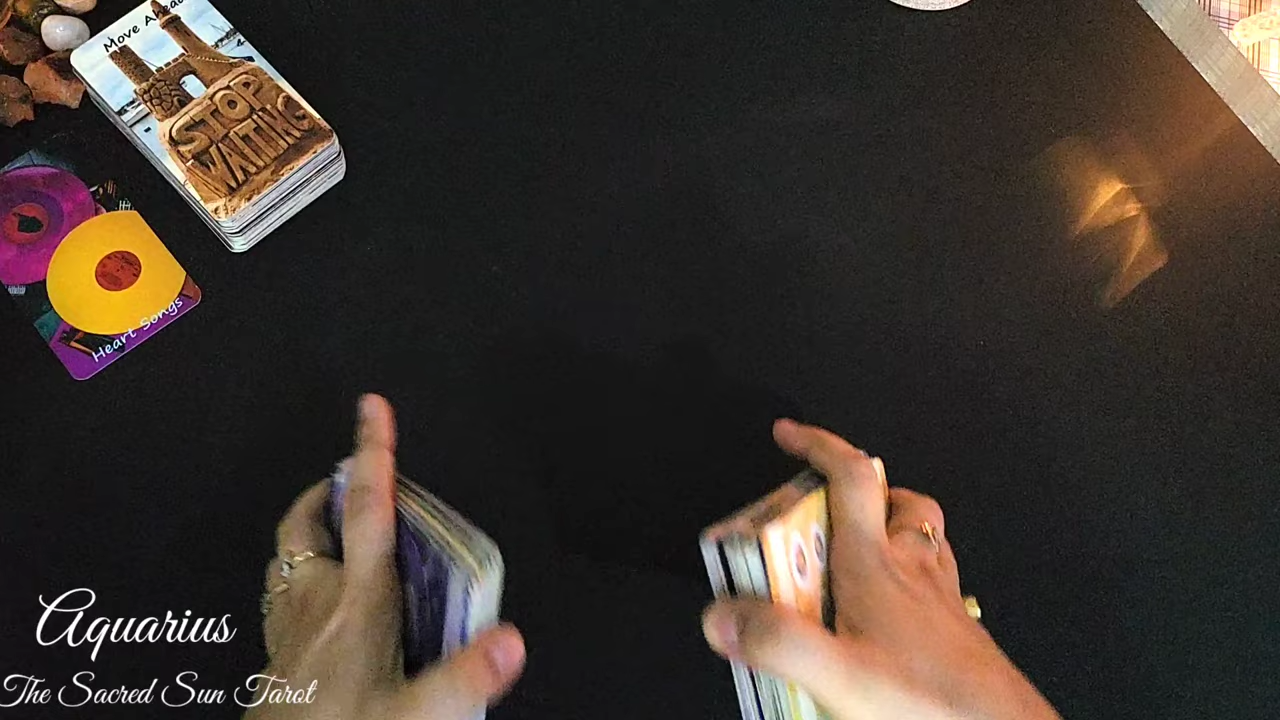 Move Ahead
STOP
WAITING
Heart Songs
Aquarius
The Sacred Sun Tarot